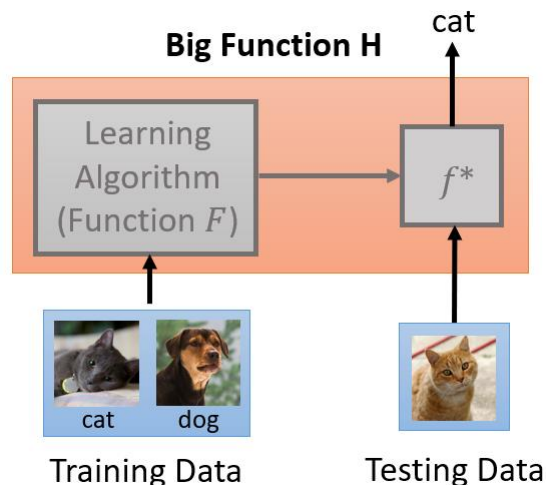 cat
Big Function H
Learning
Algorithm
(Function F)
f*
cat
dog
Training Data
Testing Data